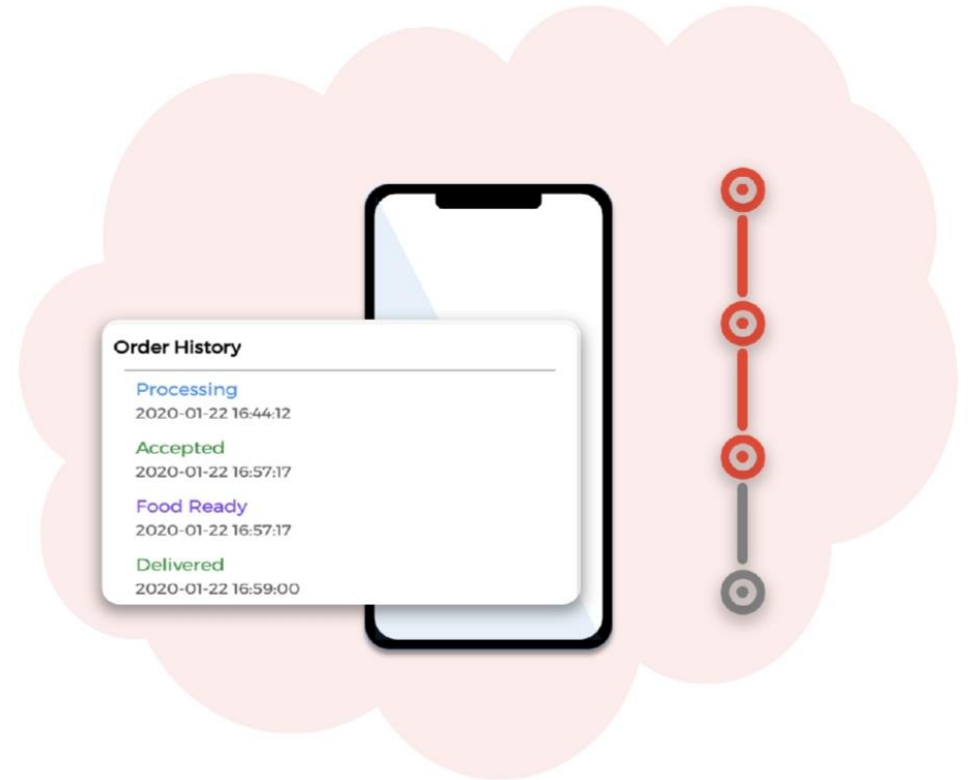 Order History
Processing
2020-01-22 16:44:12
Accepted
2020-01-22 16:57:17
Food Ready
2020-01-22 16:57:17
Delivered
2020-01-22 16:59:00